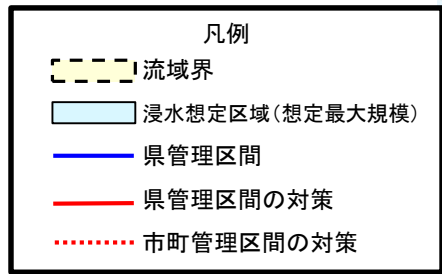 凡例
流域界
浸水想定区域(想定最大規模)
県管理区間
県管理区間の対策
市町管理区間の対策